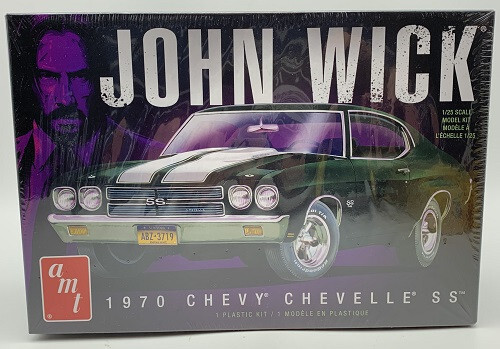 JOHN WICK®
1/25 SCALE
MODEL KIT
MODÈLE À
L'ÉCHELLE 1/25
SS
SS
ABZ-3719
amt®
1970 CHEVY® CHEVELLE® SS™
1 PLASTIC KIT / 1 MODÈLE EN PLASTIQUE